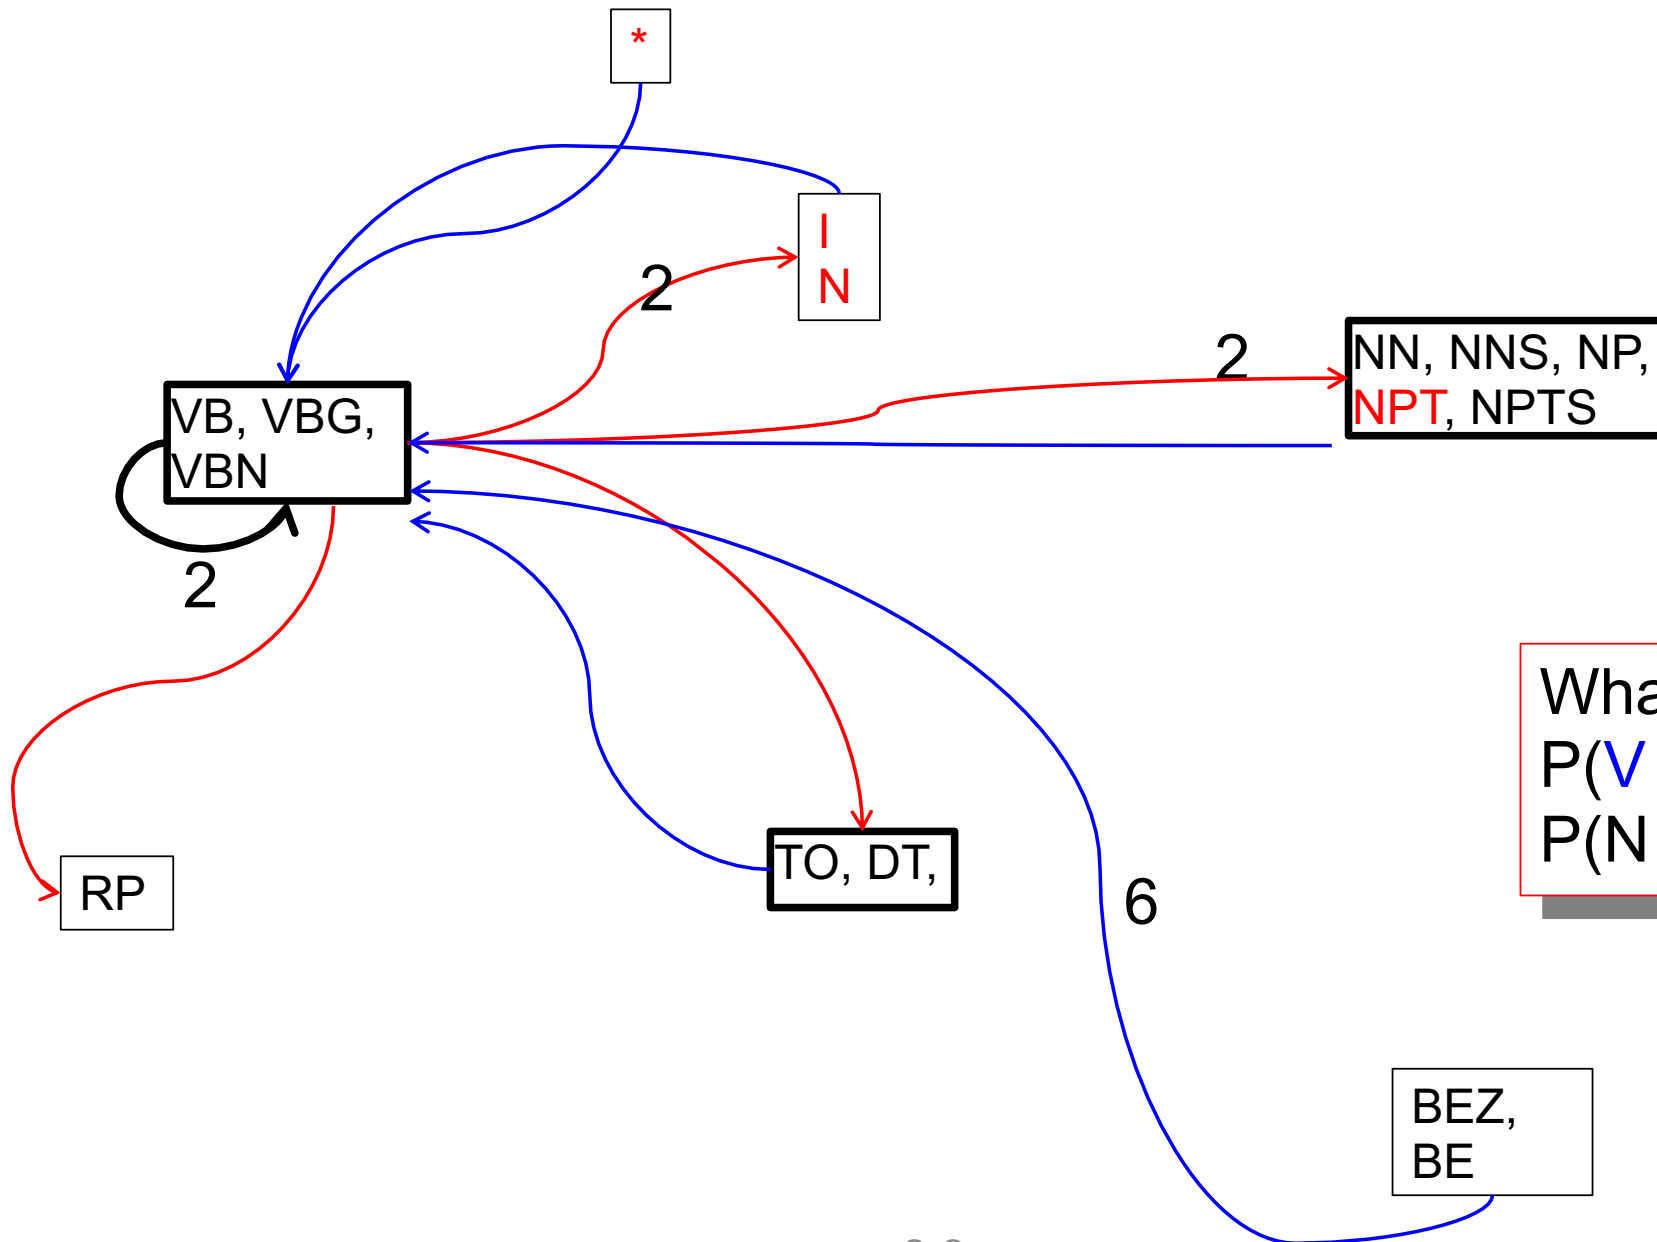 *
I
N
2
2
NN, NNS, NP,
NPT, NPTS
VB, VBG,
VBN
2
P(V
P(N
TO, DT,
RP
6
BEZ,
BE